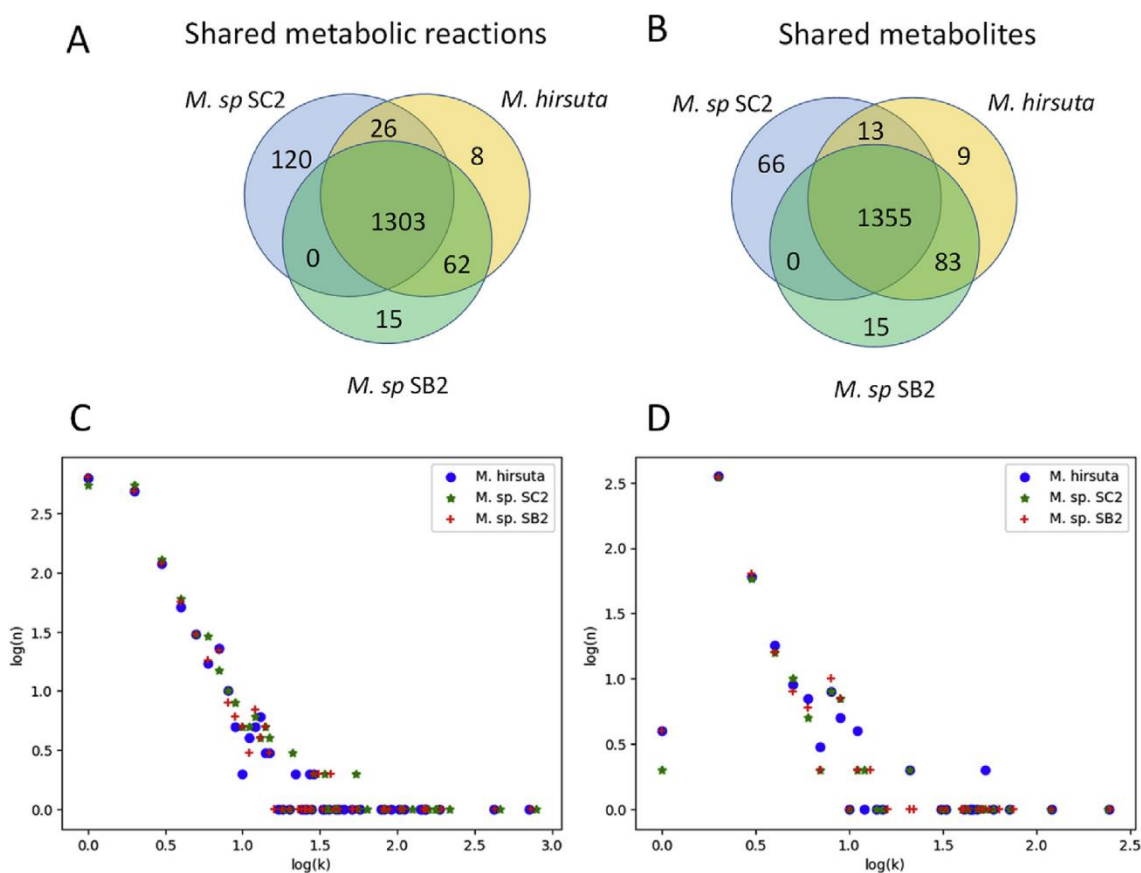 A Shared metabolic reactions
B Shared metabolites
M. sp SC2 M. hirsuta
26
120 8
1303
0 62
15
M. sp SB2
M. sp SC2 M. hirsuta
13
66 9
1355
0 83
15
M. sp SB2
C
M. hirsuta
M. sp. SC2
M. sp. SB2
log(n)
2.5
2.0
1.5
1.0
0.5
0.0
0.0 0.5 1.0 1.5 2.0 2.5 3.0
log(k)
D
M. hirsuta
M. sp. SC2
M. sp. SB2
log(n)
2.5
2.0
1.5
1.0
0.5
0.0
0.0 0.5 1.0 1.5 2.0 2.5
log(k)